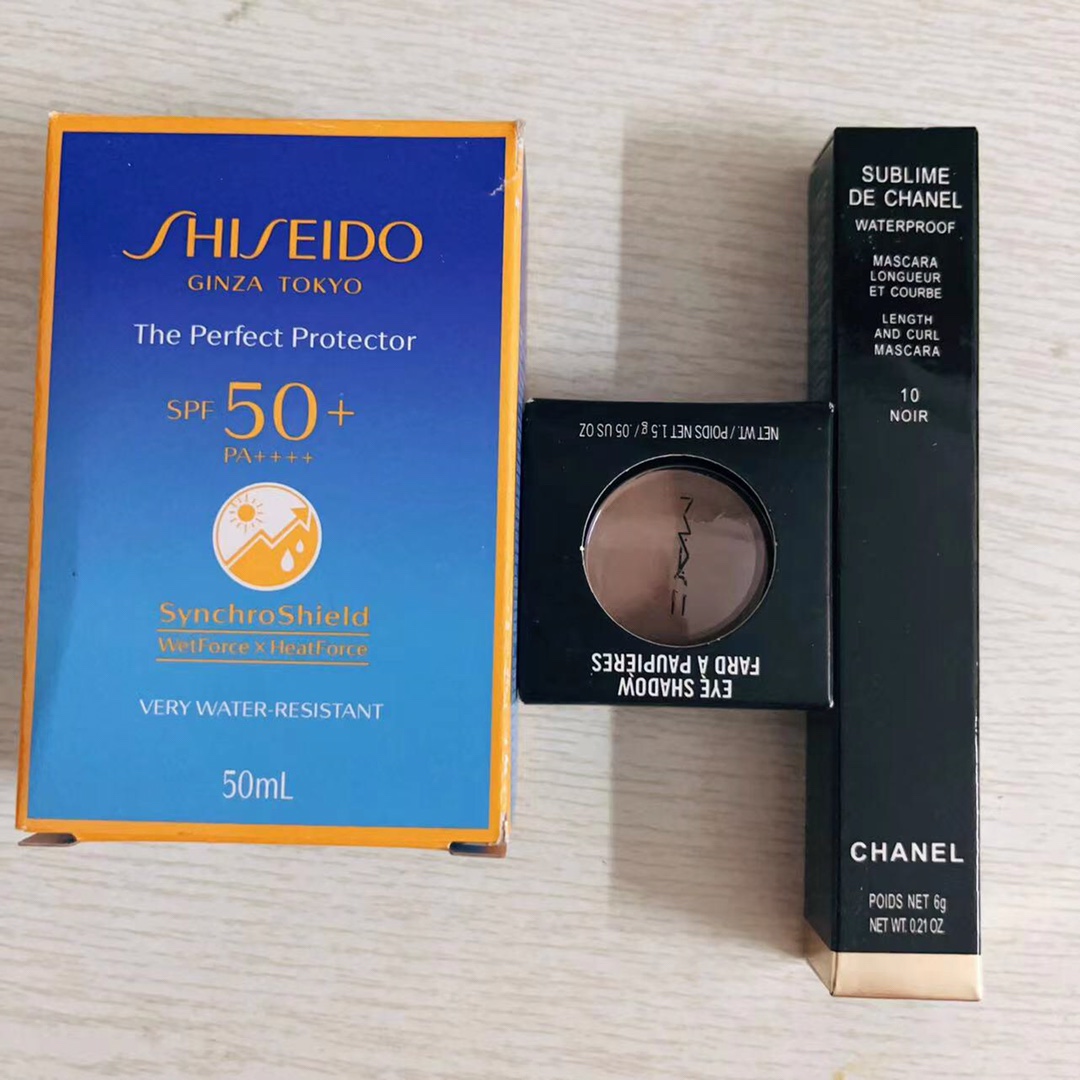 SHISEIDO
GINZA TOKYO
The Perfect Protector
SPF 50+
PA++++
SynchroShield
WetForce x HeatForce
VERY WATER-RESISTANT
50mL
EYE SHADOW
FARD À PAUPIÈRES
MAC
NET WT. / POIDS NET 1.5 g / .05 US OZ
SUBLIME
DE CHANEL
WATERPROOF
MASCARA
LONGUEUR
ET COURBE
LENGTH
AND CURL
MASCARA
10
NOIR
CHANEL
POIDS NET 6g
NET WT. 0.21 OZ.